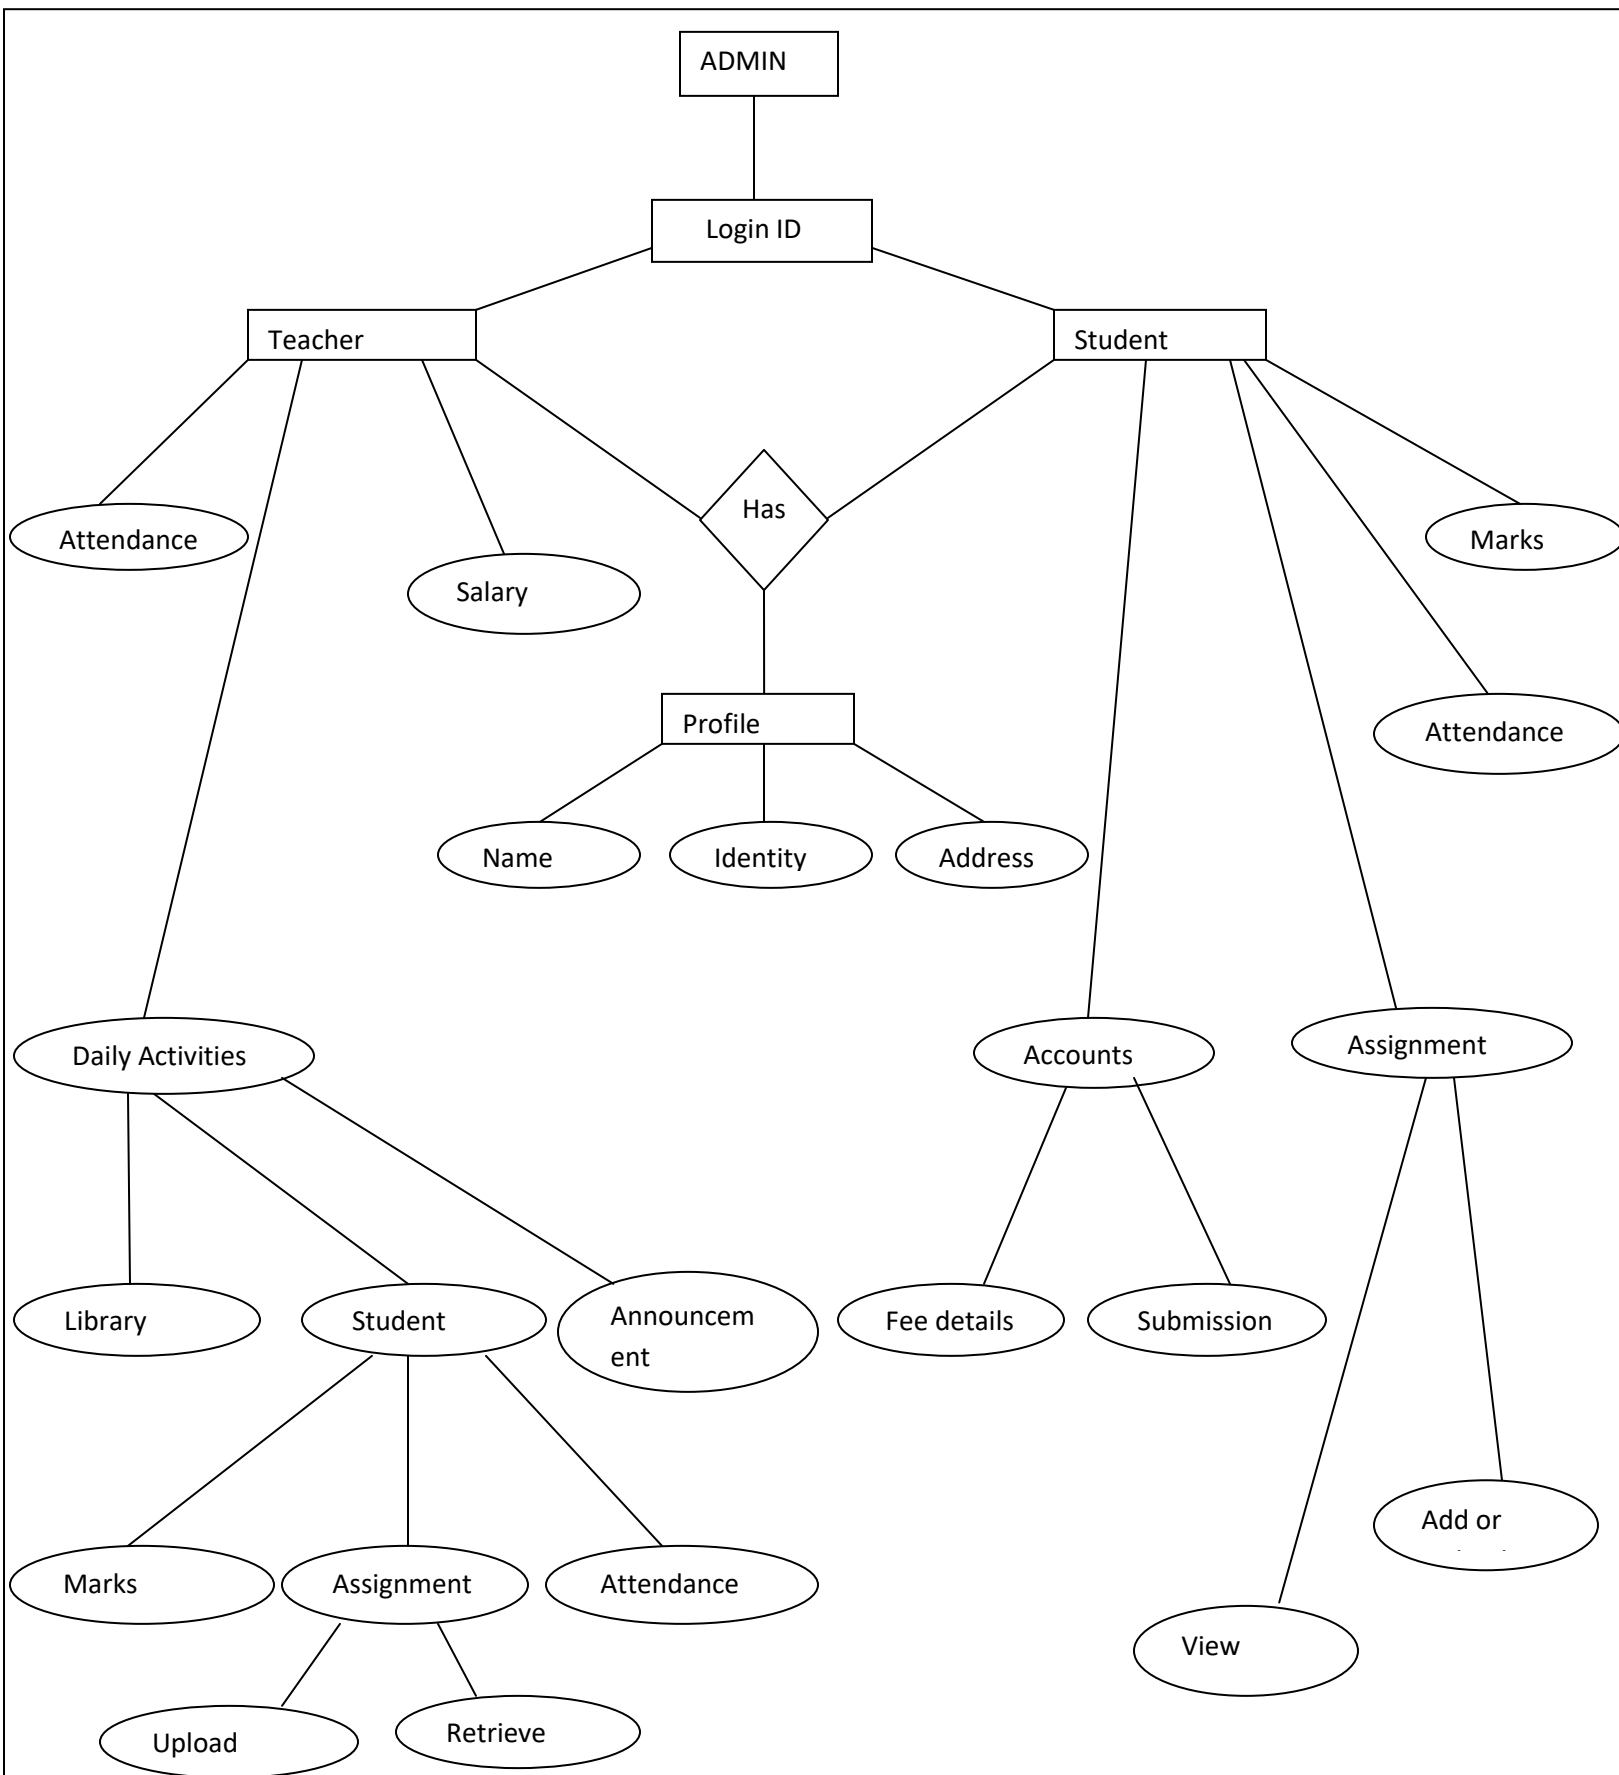 ADMIN
Login ID
Teacher
Student
Has
Attendance
Marks
Salary
Profile
Attendance
Name
Identity
Address
Daily Activities
Accounts
Assignment
Library
Student
Announcem
ent
Fee details
Submission
Add or
Marks
Assignment
Attendance
View
Upload
Retrieve